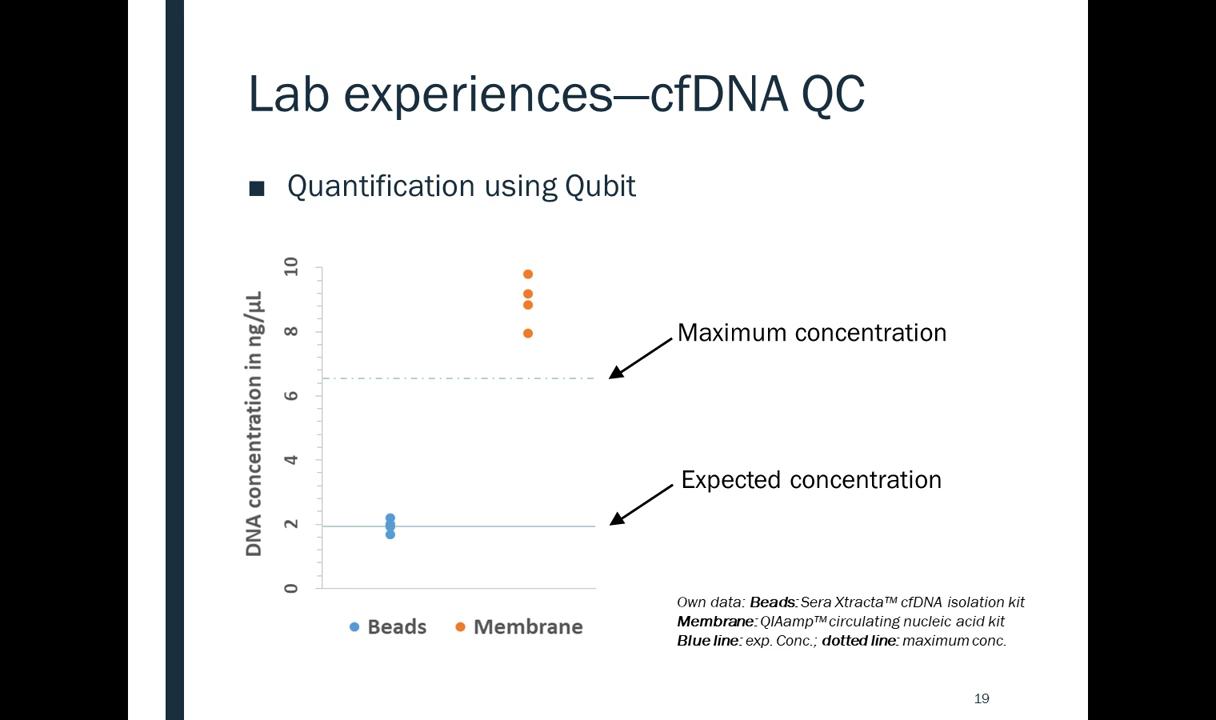 Lab experiences—cfDNA QC
■ Quantification using Qubit
DNA concentration in ng/µL
10
8
6
4
2
0
Maximum concentration
Expected concentration
Beads Membrane
Own data: Beads: Sera Xtracta™ cfDNA isolation kit
Membrane: QIAamp™ circulating nucleic acid kit
Blue line: exp. Conc.; dotted line: maximum conc.
19